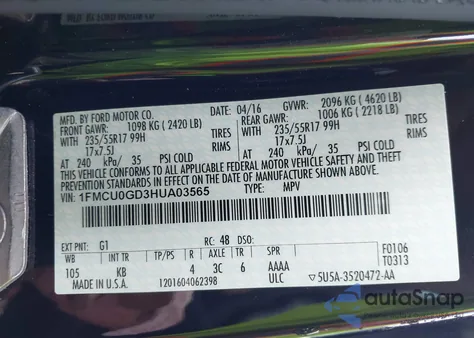 MFD. BY FORD MOTOR CO.
DATE: 04/16 GVWR: 2096 KG ( 4620 LB)
FRONT GAWR: 1098 KG ( 2420 LB) REAR GAWR: 1006 KG ( 2218 LB)
WITH 235/55R17 99H TIRES WITH 235/55R17 99H TIRES
17x7.5J RIMS 17x7.5J RIMS
AT 240 kPa/ 35 PSI COLD AT 240 kPa/ 35 PSI COLD
THIS VEHICLE CONFORMS TO ALL APPLICABLE FEDERAL MOTOR VEHICLE SAFETY
AND THEFT PREVENTION STANDARDS IN EFFECT ON THE DATE OF MANUFACTURE SHOWN ABOVE.
VIN: 1FMCU0GD3HUA03565 TYPE: MPV
EXT PNT: G1 RC: 48 DSO: F0106
WB TP/PS R AXLE TR SPR T0313
105 KB 4 3C 6 AAAA
MADE IN U.S.A. 1201604062398 ULC 5U5A-3520472-AA
autoSnap